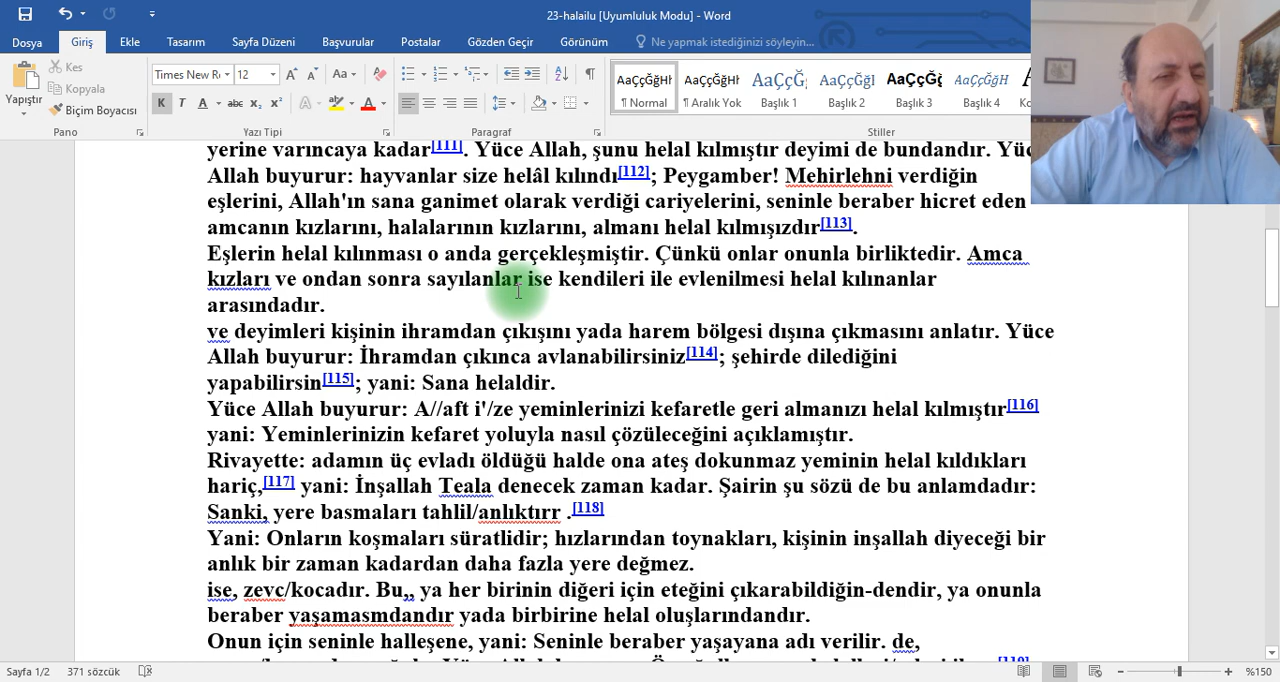 23-halailu [Uyumluluk Modu] - Word
Dosya Giriş Ekle Tasarım Sayfa Düzeni Başvurular Postalar Gözden Geçir Görünüm Ne yapmak istediğinizi söyleyin...
Yapıştır
Kes
Kopyala
Biçim Boyacısı
Times New Ro 12
AaÇçĞğHł AaÇçĞğHł AaÇçĞ AaÇçĞğI AaÇçĞğ AaÇçĞğH
¶ Normal ¶ Aralık Yok Başlık 1 Başlık 2 Başlık 3 Başlık 4
Pano Yazı Tipi Paragraf Stiller
yerine varıncaya kadar[111]. Yüce Allah, şunu helal kılmıştır deyimi de bundandır. Yüc
Allah buyurur: hayvanlar size helâl kılındı[112]; Peygamber! Mehirlehni verdiğin
eşlerini, Allah'ın sana ganimet olarak verdiği cariyelerini, seninle beraber hicret eden
amcanın kızlarını, halalarının kızlarını, almanı helal kılmışızdır[113].
Eşlerin helal kılınması o anda gerçekleşmiştir. Çünkü onlar onunla birliktedir. Amca
kızları ve ondan sonra sayılanlar ise kendileri ile evlenilmesi helal kılınanlar
arasındadır.
ve deyimleri kişinin ihramdan çıkışını yada harem bölgesi dışına çıkmasını anlatır. Yüce
Allah buyurur: İhramdan çıkınca avlanabilirsiniz[114]; şehirde dilediğini
yapabilirsin[115]; yani: Sana helaldir.
Yüce Allah buyurur: A//aft i'/ze yeminlerinizi kefaretle geri almanızı helal kılmıştır[116]
yani: Yeminlerinizin kefaret yoluyla nasıl çözüleceğini açıklamıştır.
Rivayette: adamın üç evladı öldüğü halde ona ateş dokunmaz yeminin helal kıldıkları
hariç,[117] yani: İnşallah Teala denecek zaman kadar. Şairin şu sözü de bu anlamdadır:
Sanki, yere basmaları tahlil/anlıktırr .[118]
Yani: Onların koşmaları süratlidir; hızlarından toynakları, kişinin inşallah diyeceği bir
anlık bir zaman kadardan daha fazla yere değmez.
ise, zevc/kocadır. Bu,, ya her birinin diğeri için eteğini çıkarabildiğin-dendir, ya onunla
beraber yaşamasmdandır yada birbirine helal oluşlarındandır.
Onun için seninle halleşene, yani: Seninle beraber yaşayana adı verilir. de,
Sayfa 1/2 371 sözcük %150